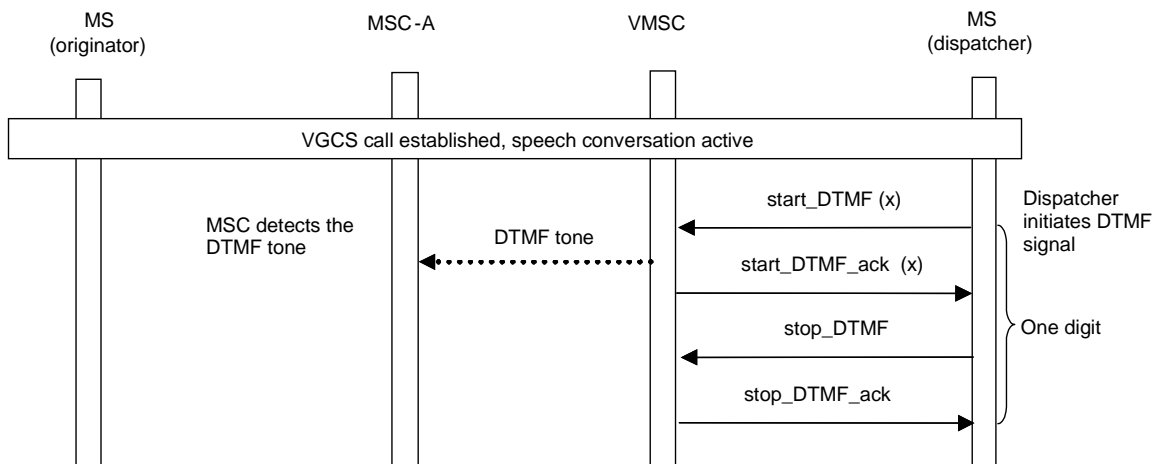 MS
(originator)
MSC-A
VMSC
MS
(dispatcher)
VGCS call established, speech conversation active
start_DTMF (x)
Dispatcher
initiates DTMF
signal
MSC detects the
DTMF tone
DTMF tone
start_DTMF_ack (x)
One digit
stop_DTMF
stop_DTMF_ack